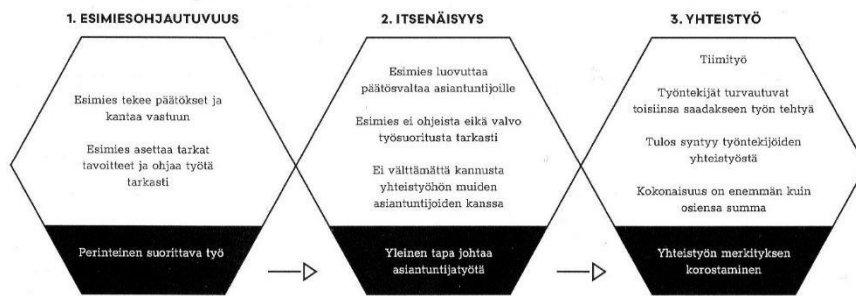 1. ESIMIESOHJAUTUVUUS
Esimies tekee päätökset ja
kantaa vastuun
Esimies asettaa tarkat
tavoitteet ja ohjaa työtä
tarkasti
Perinteinen suorittava työ
2. ITSENÄISYYS
Esimies luovuttaa
päätösvaltaa asiantuntijoille
Esimies ei ohjeista eikä valvo
työsuoritusta tarkasti
Ei välttämättä kannusta
yhteistyöhön muiden
asiantuntijoiden kanssa
Yleinen tapa johtaa
asiantuntijatyötä
3. YHTEISTYÖ
Tiimityö
Työntekijät turvautuvat
toisiinsa saadakseen työn tehtyä
Tulos syntyy työntekijöiden
yhteistyöstä
Kokonaisuus on enemmän kuin
osiensa summa
Yhteistyön merkityksen
korostaminen